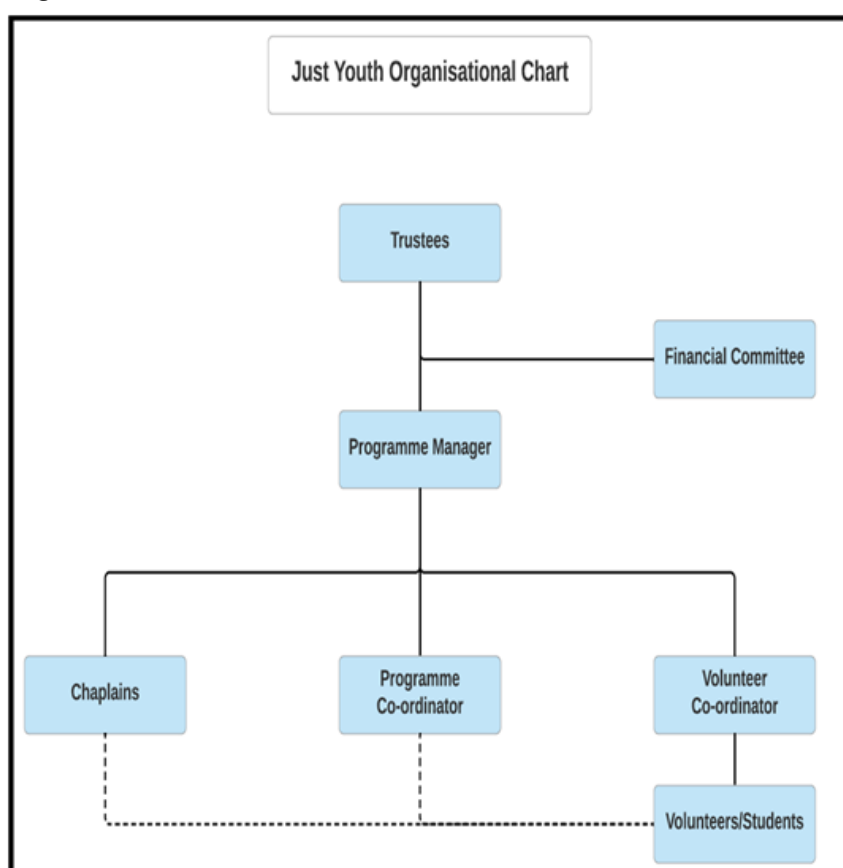 Just Youth Organisational Chart
Trustees
Financial Committee
Programme Manager
Chaplains
Programme
Co-ordinator
Volunteer
Co-ordinator
Volunteers/Students